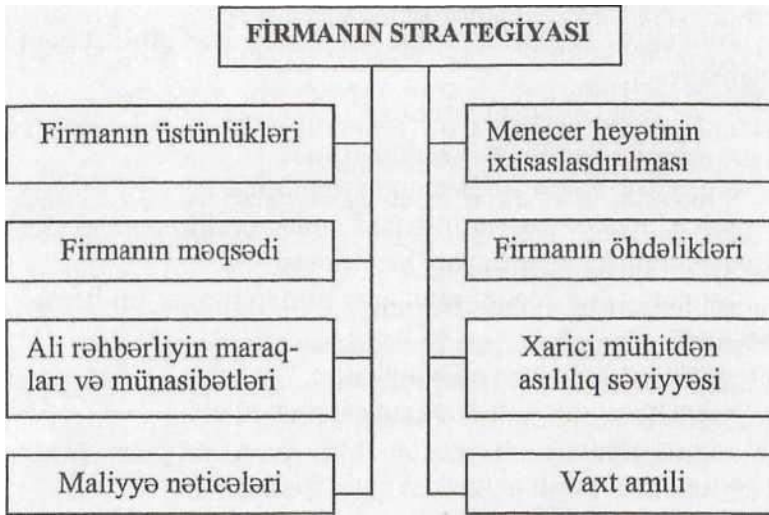 FİRMANIN STRATEGİYASI
Firmanın üstünlükləri
Menecer heyətinin
ixtisaslasdırılması
Firmanın məqsədi
Firmanın öhdəlikləri
Ali rəhbərliyin maraq-
ları və münasibətləri
Xarici mühitdən
asılılıq səviyyəsi
Maliyyə nəticələri
Vaxt amili